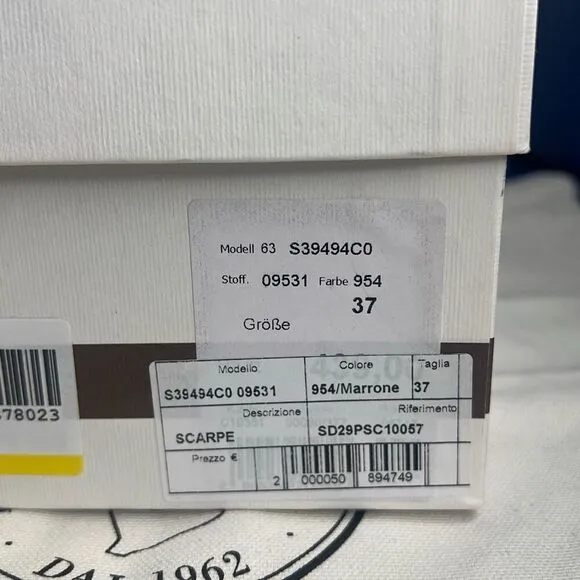 Modell 63 S39494C0
Stoff. 09531 Farbe 954
37
Größe
Modello Colore Taglia
S39494C0 09531 954/Marrone 37
Descrizione Riferimento
SCARPE SD29PSC10057
Prezzo €
2 000050 894749
78023
DAL 1962